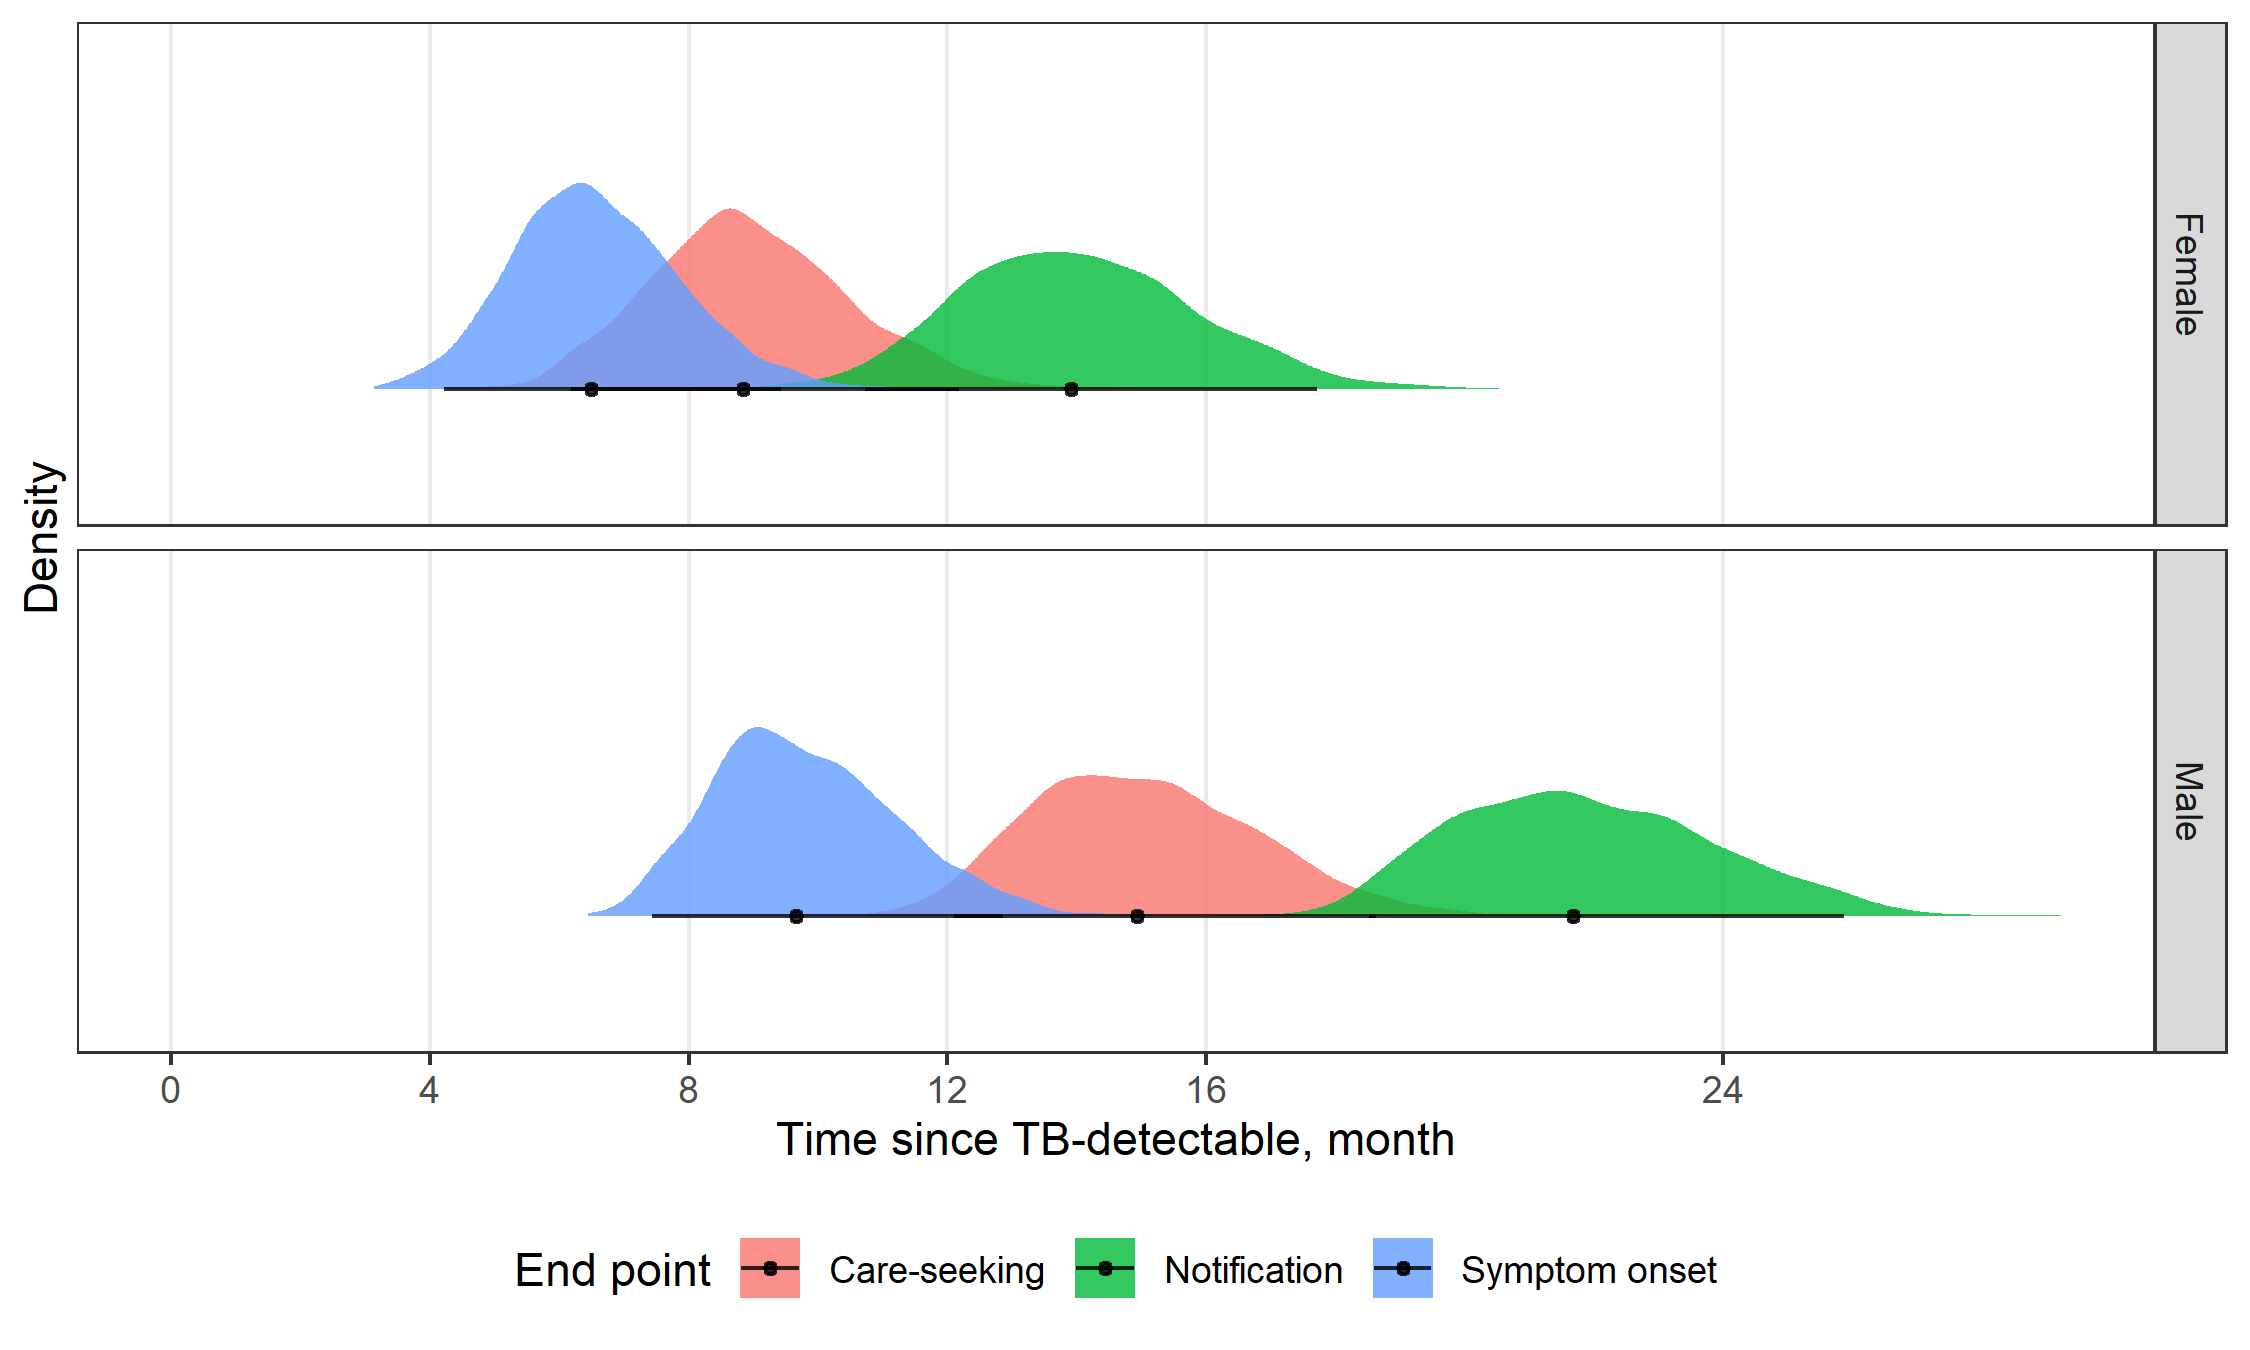 Female
Density
Male
0 4 8 12 16 24
Time since TB-detectable, month
End point Care-seeking Notification Symptom onset